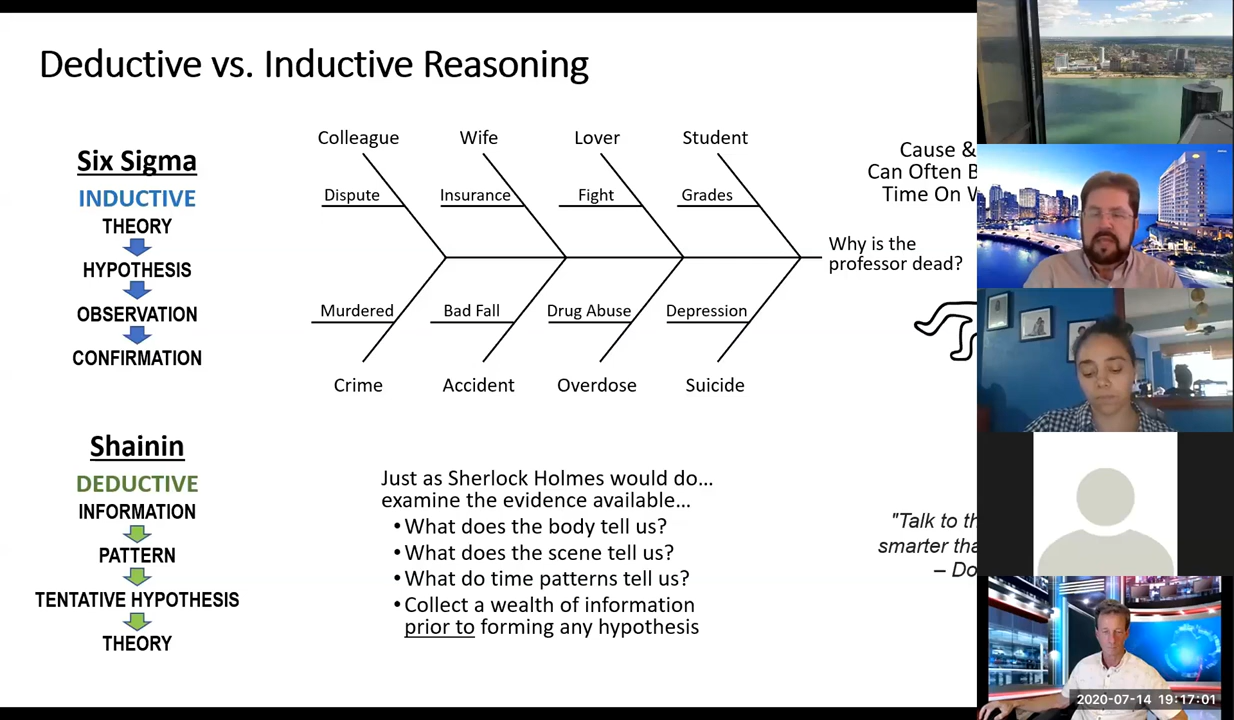 Deductive vs. Inductive Reasoning
Six Sigma
INDUCTIVE
THEORY
HYPOTHESIS
OBSERVATION
CONFIRMATION
Colleague Wife Lover Student
Dispute Insurance Fight Grades
Murdered Bad Fall Drug Abuse Depression
Crime Accident Overdose Suicide
Cause &
Can Often
Time On
Why is the
professor dead?
Shainin
DEDUCTIVE
INFORMATION
PATTERN
TENTATIVE HYPOTHESIS
THEORY
Just as Sherlock Holmes would do…
examine the evidence available…
•What does the body tell us?
•What does the scene tell us?
•What do time patterns tell us?
•Collect a wealth of information
prior to forming any hypothesis
"Talk to
smarter
–
2020-07-14 19:17:01